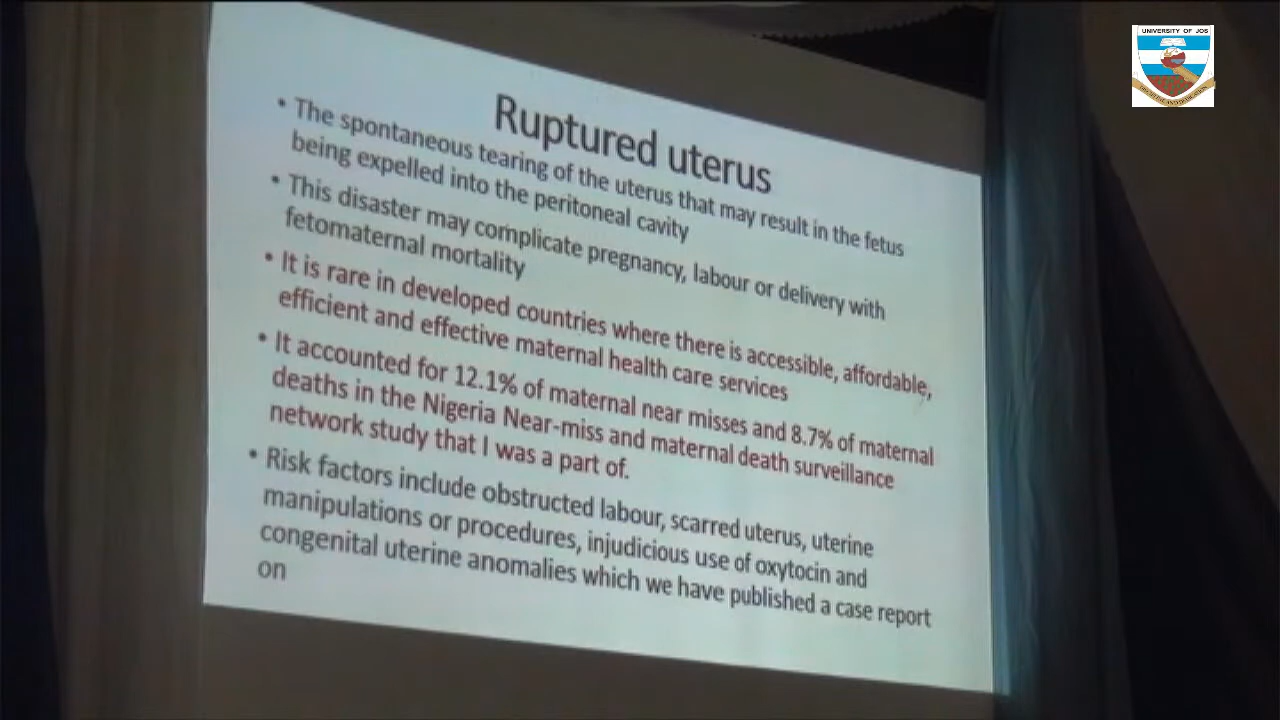 UNIVERSITY OF JOS
Ruptured uterus
• The spontaneous tearing of the uterus that may result in the fetus
being expelled into the peritoneal cavity
• This disaster may complicate pregnancy, labour or delivery with
fetomaternal mortality
• It is rare in developed countries where there is accessible, affordable,
efficient and effective maternal health care services
• It accounted for 12.1% of maternal near misses and 8.7% of maternal
deaths in the Nigeria Near-miss and maternal death surveillance
network study that I was a part of.
• Risk factors include obstructed labour, scarred uterus, uterine
manipulations or procedures, injudicious use of oxytocin and
congenital uterine anomalies which we have published a case report
on